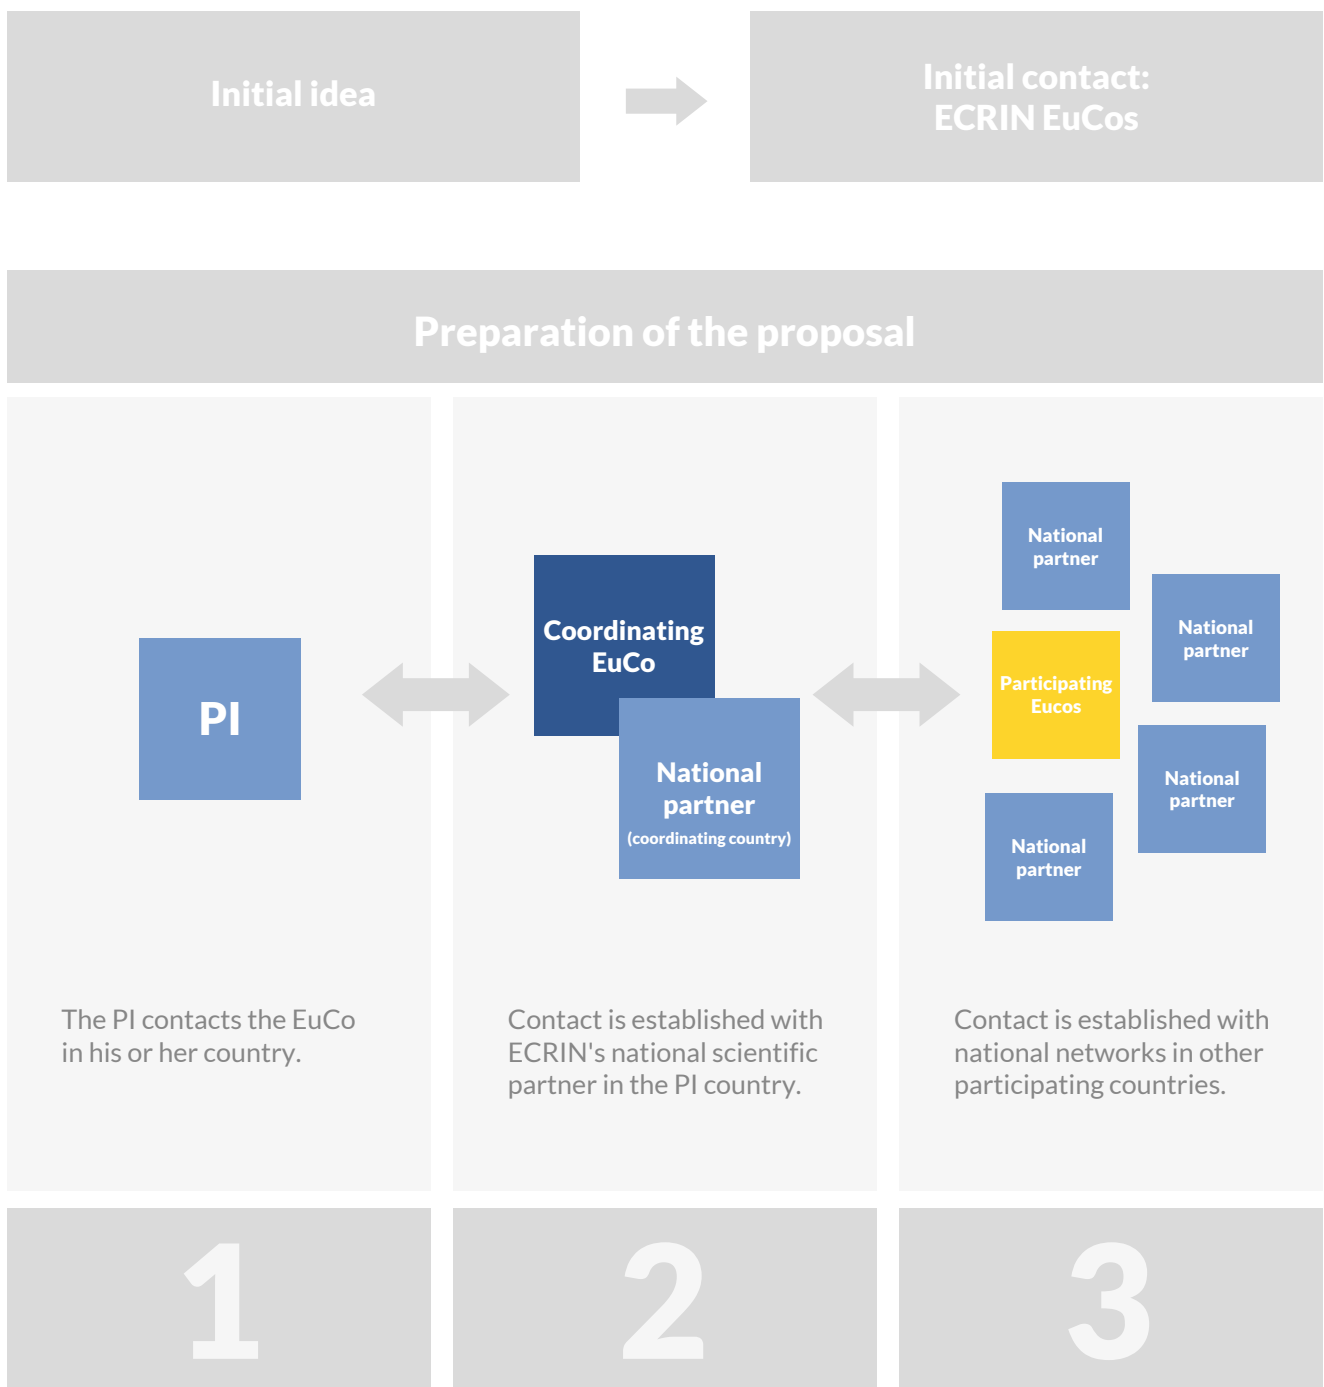 Initial idea
Initial contact:
ECRIN EuCos
Preparation of the proposal
PI
Coordinating
EuCo
National
partner
(coordinating country)
National
partner
National
partner
Participating
Eucos
National
partner
National
partner
The PI contacts the EuCo
in his or her country.
Contact is established with
ECRIN's national scientific
partner in the PI country.
Contact is established with
national networks in other
participating countries.
1
2
3